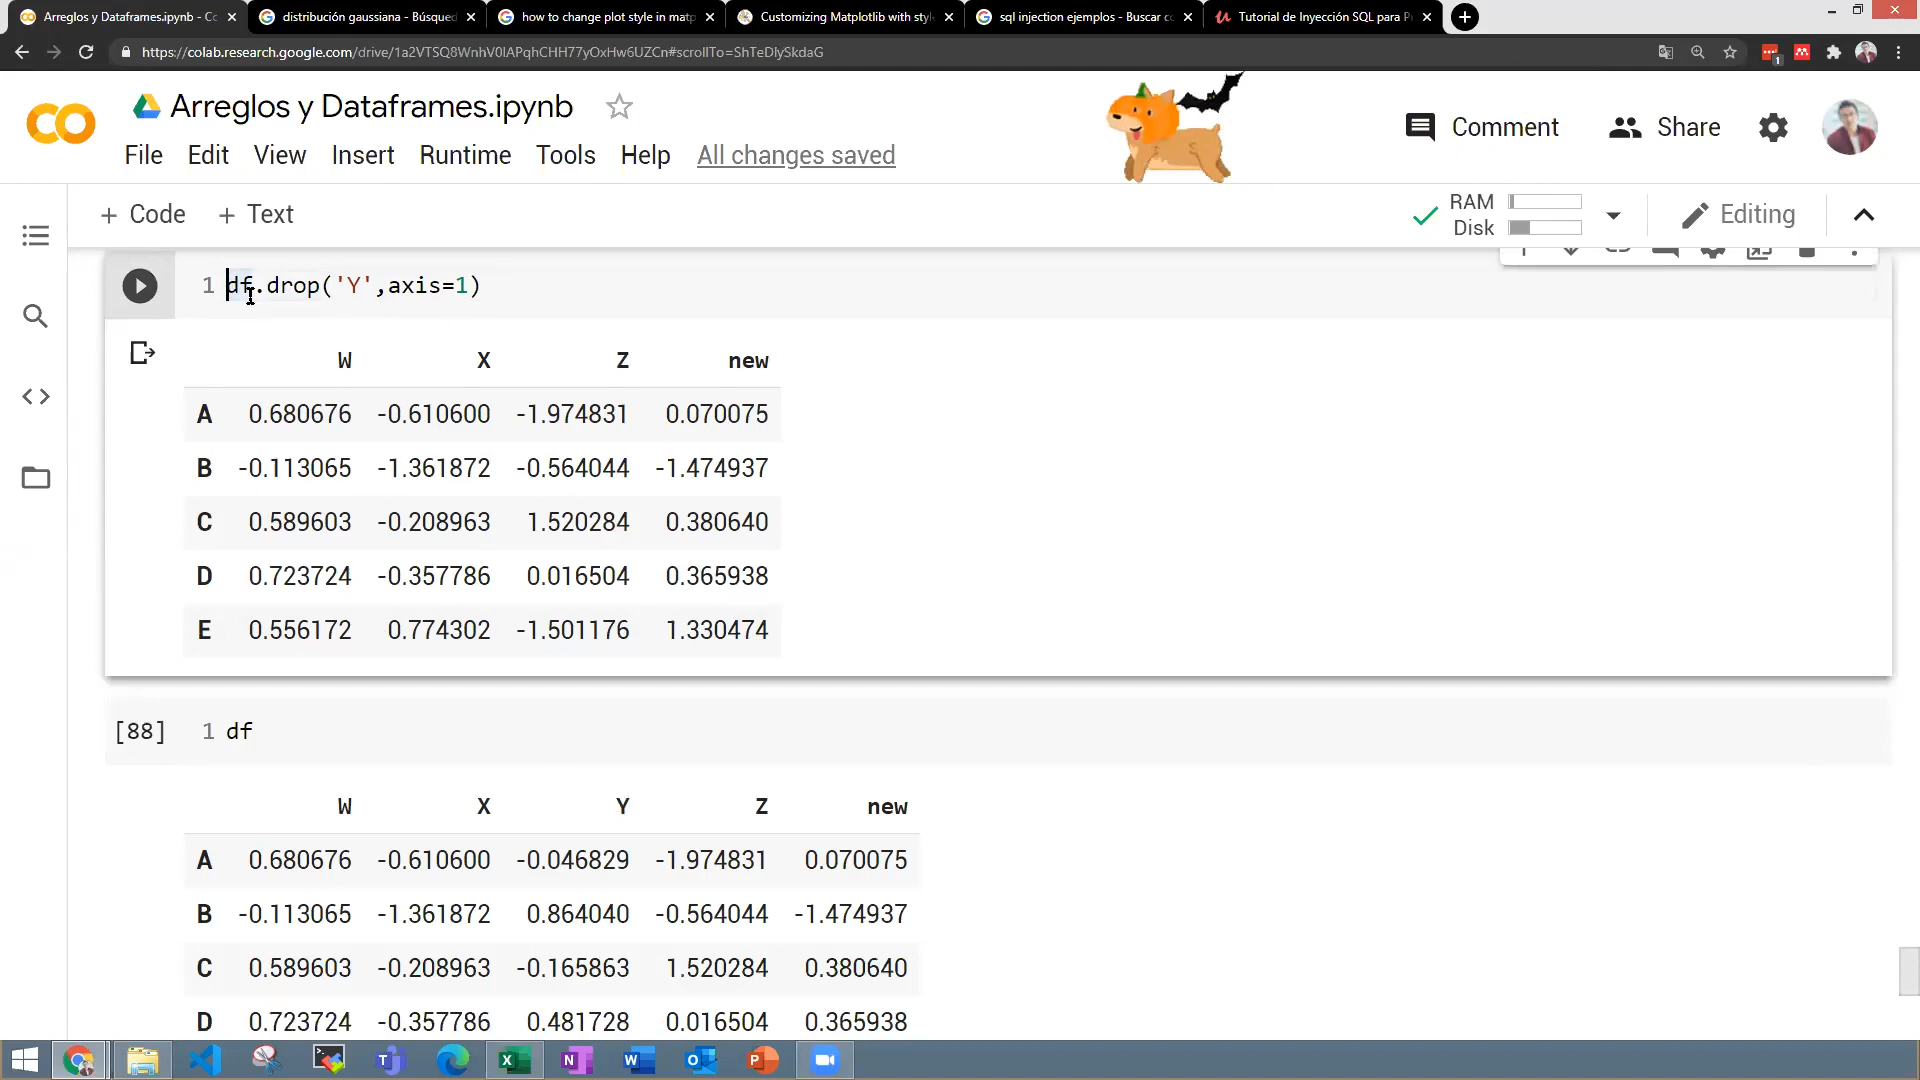 Arreglos y Dataframes.ipynb - Co
distribución gaussiana - Búsqued
how to change plot style in matp
Customizing Matplotlib with styl
sql injection ejemplos - Buscar co
Tutorial de Inyección SQL para P
https://colab.research.google.com/drive/1a2VTSQ8WnhV0lAPqhCHH77yOxHw6UZCn#scrollTo=ShTeDlySkdaG
Arreglos y Dataframes.ipynb
Comment
Share
File Edit View Insert Runtime Tools Help All changes saved
+ Code + Text
RAM
Disk
Editing
1 df.drop('Y',axis=1)
W X Z new
A 0.680676 -0.610600 -1.974831 0.070075
B -0.113065 -1.361872 -0.564044 -1.474937
C 0.589603 -0.208963 1.520284 0.380640
D 0.723724 -0.357786 0.016504 0.365938
E 0.556172 0.774302 -1.501176 1.330474
[88] 1 df
W X Y Z new
A 0.680676 -0.610600 -0.046829 -1.974831 0.070075
B -0.113065 -1.361872 0.864040 -0.564044 -1.474937
C 0.589603 -0.208963 -0.165863 1.520284 0.380640
D 0.723724 -0.357786 0.481728 0.016504 0.365938